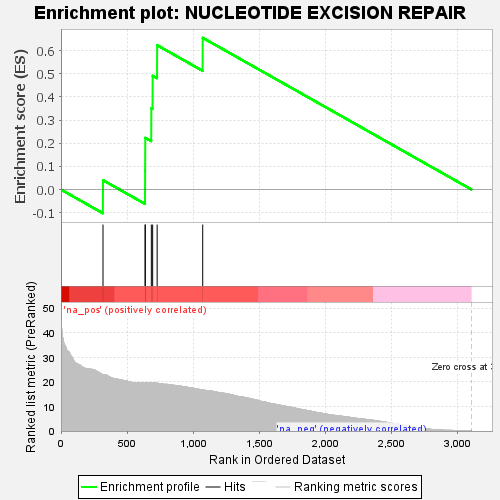 Enrichment plot: NUCLEOTIDE EXCISION REPAIR
Enrichment score (ES)
0.6
0.5
0.4
0.3
0.2
0.1
0.0
-0.1
Ranked list metric (PreRanked)
50
40
30
20
10
0
'na_pos' (positively correlated)
Zero cross at 3
'na_neg' (negatively correlated)
0 500 1,000 1,500 2,000 2,500 3,000
Rank in Ordered Dataset
Enrichment profile Hits Ranking metric scores